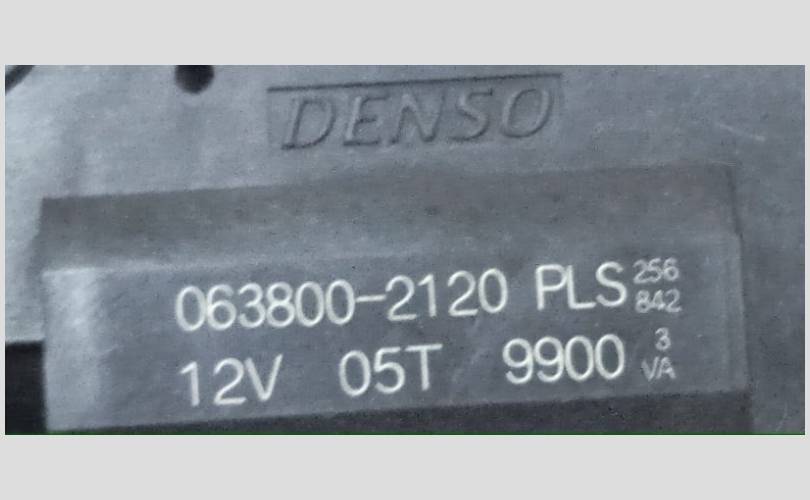 DENSO
063800-2120 PLS 256 842
12V 05T 9900 3 VA